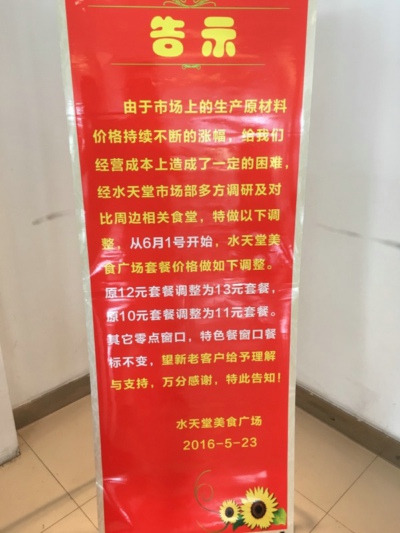 告示
由于市场上的生产原材料
价格持续不断的涨幅，给我们
经营成本上造成了一定的困难，
经水天堂市场部多方调研及对
比周边相关食堂，特做以下调
整，从6月1号开始，水天堂美
食广场套餐价格做如下调整。
原12元套餐调整为13元套餐，
原10元套餐调整为11元套餐。
其它零点窗口，特色餐窗口餐
标不变，望新老客户给予理解
与支持，万分感谢，特此告知！
水天堂美食广场
2016-5-23